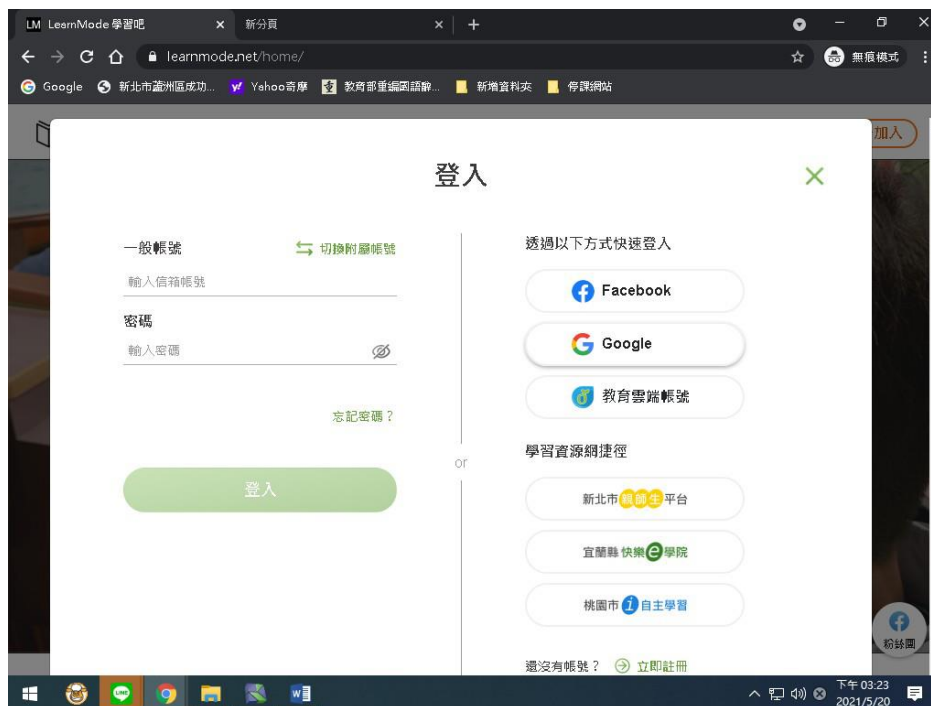 LM LearnMode 學習吧
新分頁
learnmode.net/home/
無痕模式
Google
新北市蘆洲區成功...
Yahoo奇摩
教育部重編國語辭...
新增資料夾
停課網站
加入
登入
一般帳號
切換附屬帳號
輸入信箱帳號
密碼
輸入密碼
忘記密碼？
登入
or
透過以下方式快速登入
Facebook
Google
教育雲端帳號
學習資源網捷徑
新北市親師生平台
宜蘭縣 快樂e學院
桃園市 i 自主學習
還沒有帳號？ 立即註冊
粉絲團
下午 03:23
2021/5/20